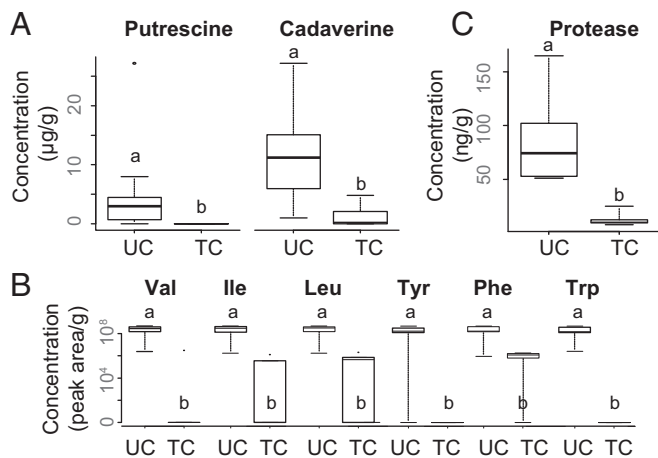 A
Putrescine
Cadaverine
Concentration
(µg/g)
0
10
20
a
b
a
b
UC
TC
UC
TC
C
Protease
Concentration
(ng/g)
50
100
150
a
b
UC
TC
B
Val
Ile
Leu
Tyr
Phe
Trp
Concentration
(peak area/g)
0
10⁴
10⁸
a
b
a
b
a
b
a
b
a
b
a
b
UC TC UC TC UC TC UC TC UC TC UC TC